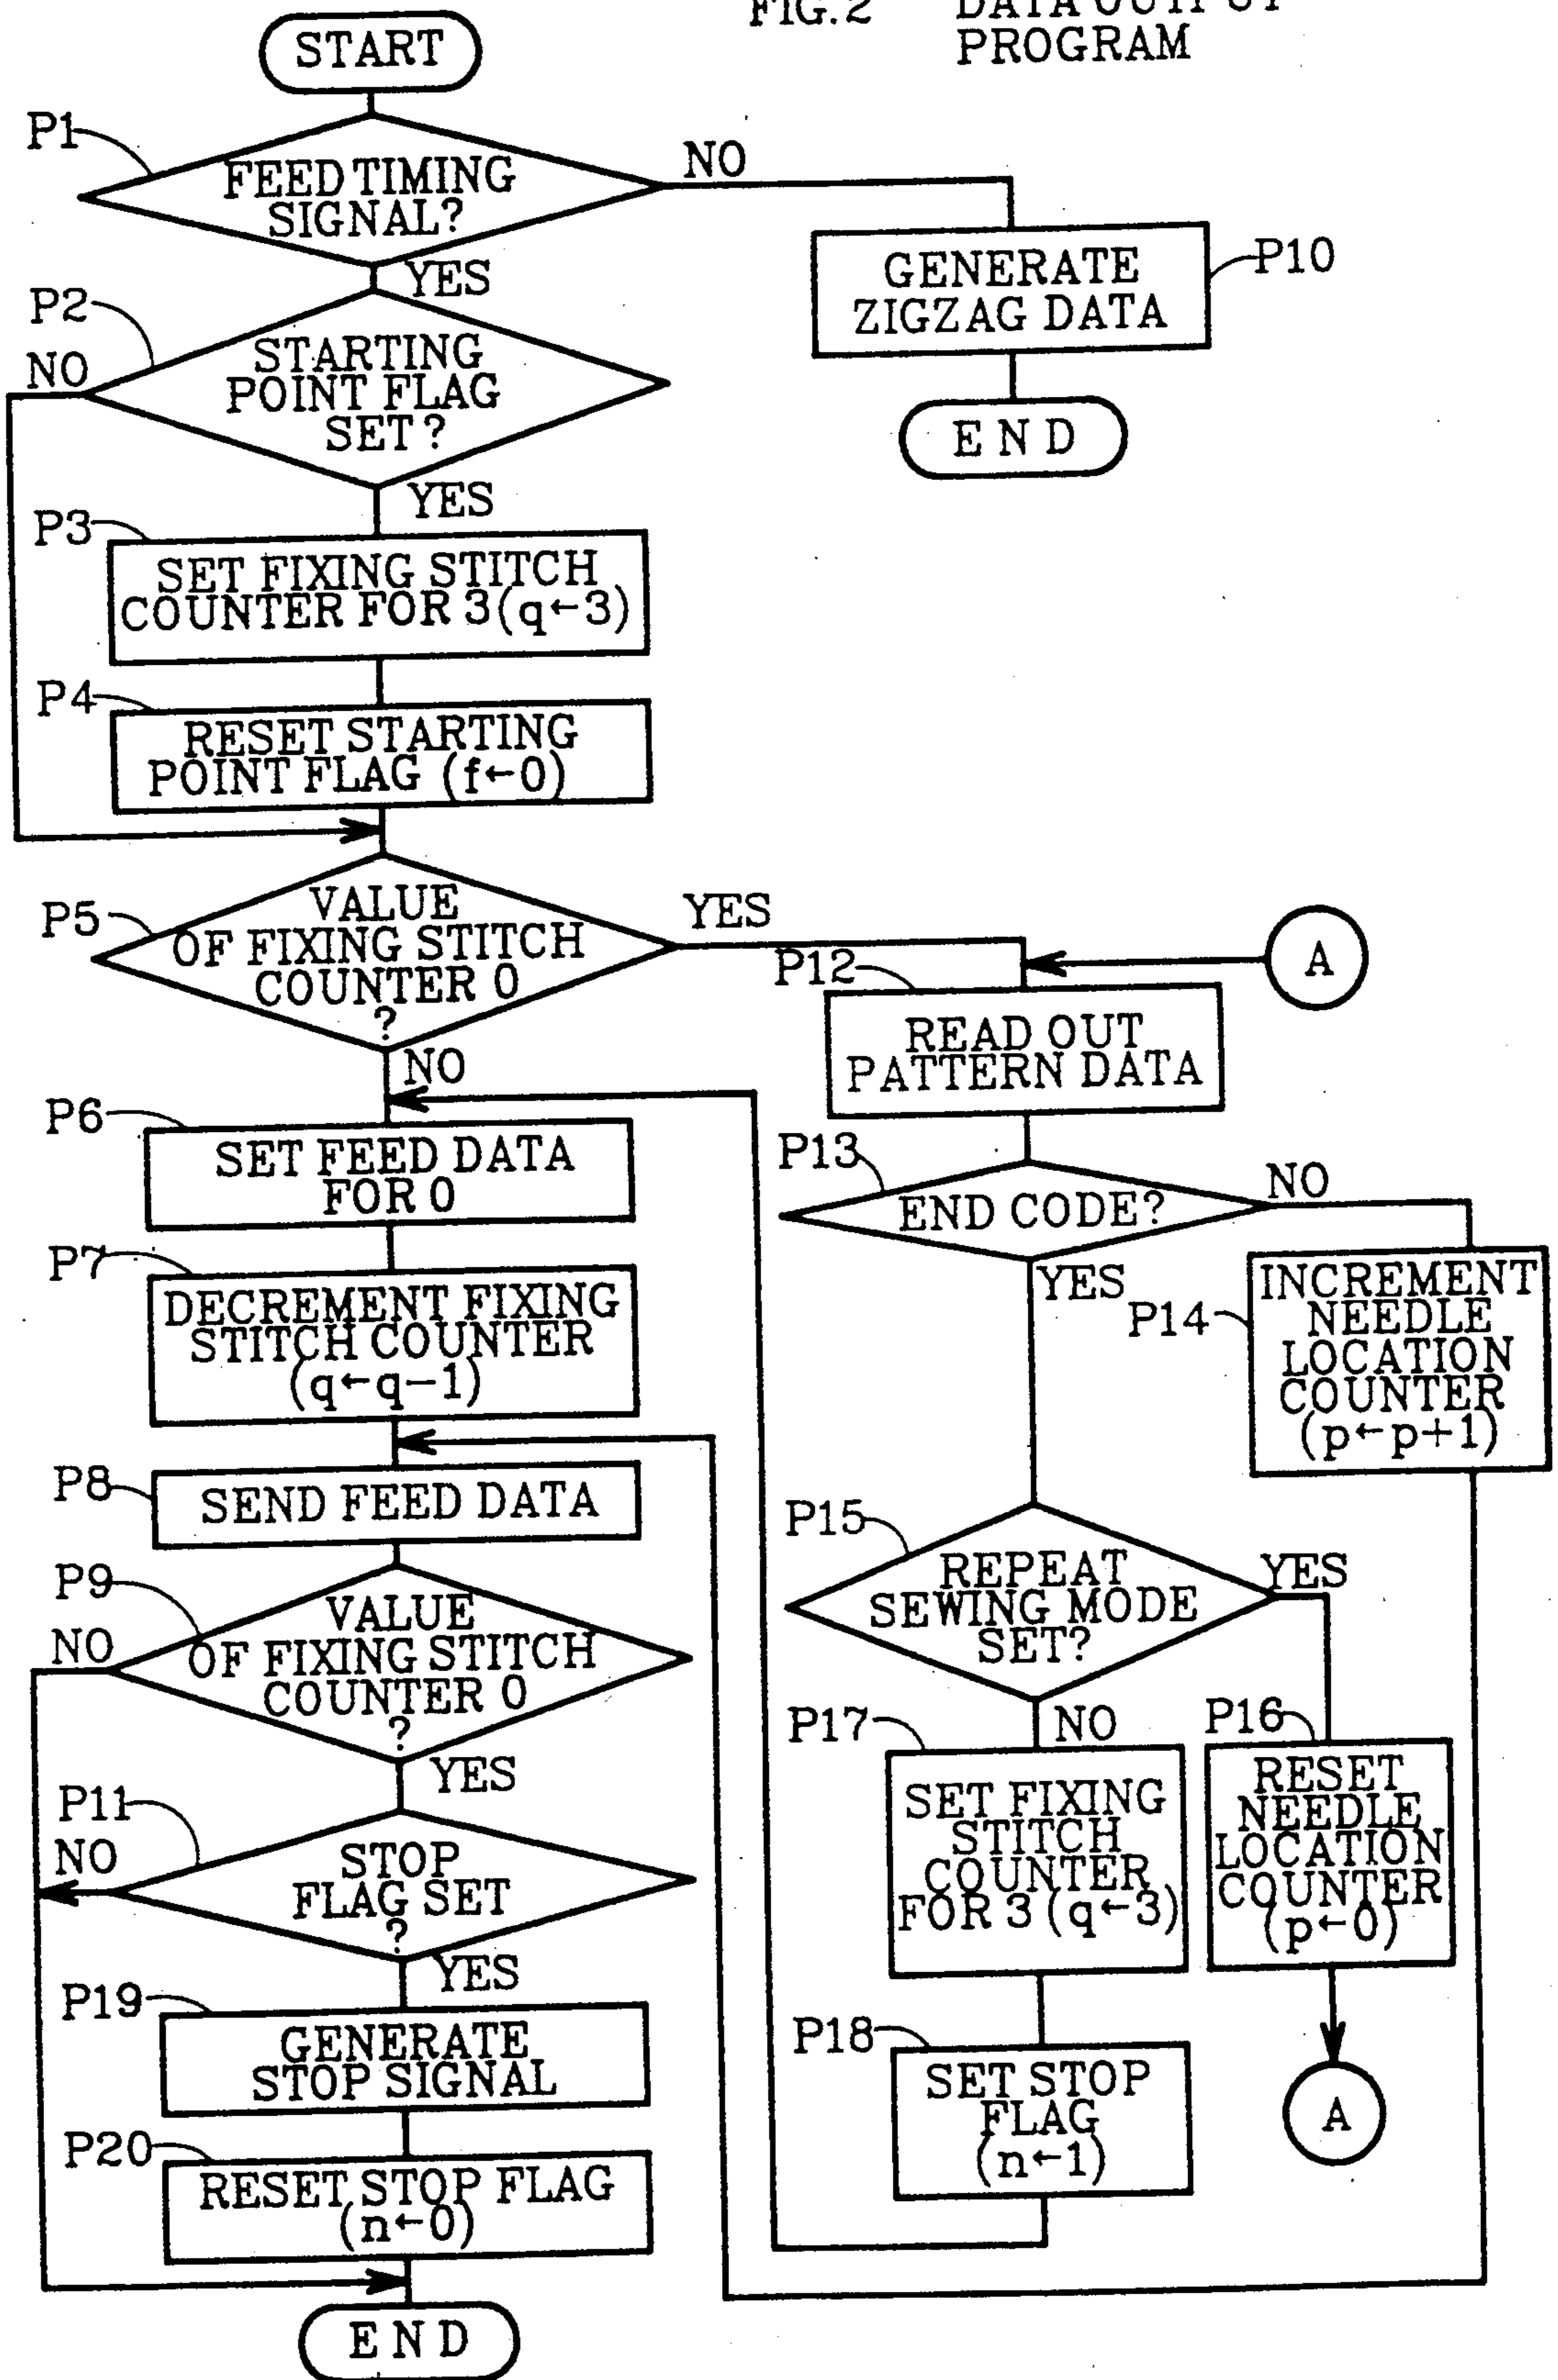 FIG. 2 DATA OUTPUT
PROGRAM
START
P1
FEED TIMING
SIGNAL?
NO
YES
GENERATE
ZIGZAG DATA
P10
END
P2
STARTING
POINT FLAG
SET?
NO
YES
P3
SET FIXING STITCH
COUNTER FOR 3(q←3)
P4
RESET STARTING
POINT FLAG (f←0)
P5
VALUE
OF FIXING STITCH
COUNTER 0
?
YES
NO
A
P12
READ OUT
PATTERN DATA
P6
SET FEED DATA
FOR 0
P13
END CODE?
NO
YES
P7
DECREMENT FIXING
STITCH COUNTER
(q←q−1)
P14
INCREMENT
NEEDLE
LOCATION
COUNTER
(p←p+1)
P8
SEND FEED DATA
P15
REPEAT
SEWING MODE
SET?
YES
NO
P9
VALUE
OF FIXING STITCH
COUNTER 0
?
NO
YES
P17
SET FIXING
STITCH
COUNTER
FOR 3 (q←3)
P16
RESET
NEEDLE
LOCATION
COUNTER
(p←0)
P11
STOP
FLAG SET
?
NO
YES
P19
GENERATE
STOP SIGNAL
P18
SET STOP
FLAG
(n←1)
A
P20
RESET STOP FLAG
(n←0)
END